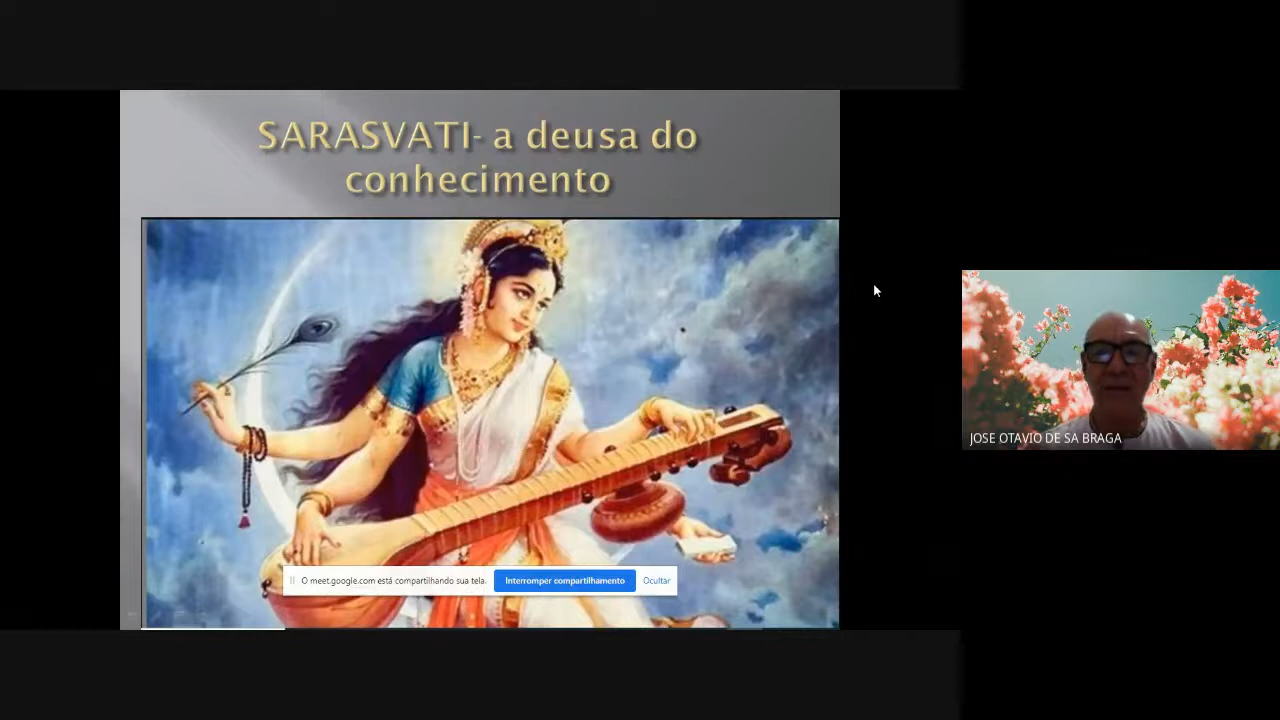 SARASVATI- a deusa do
conhecimento
O meet.google.com está compartilhando sua tela.
Interromper compartilhamento
Ocultar
JOSE OTAVIO DE SA BRAGA